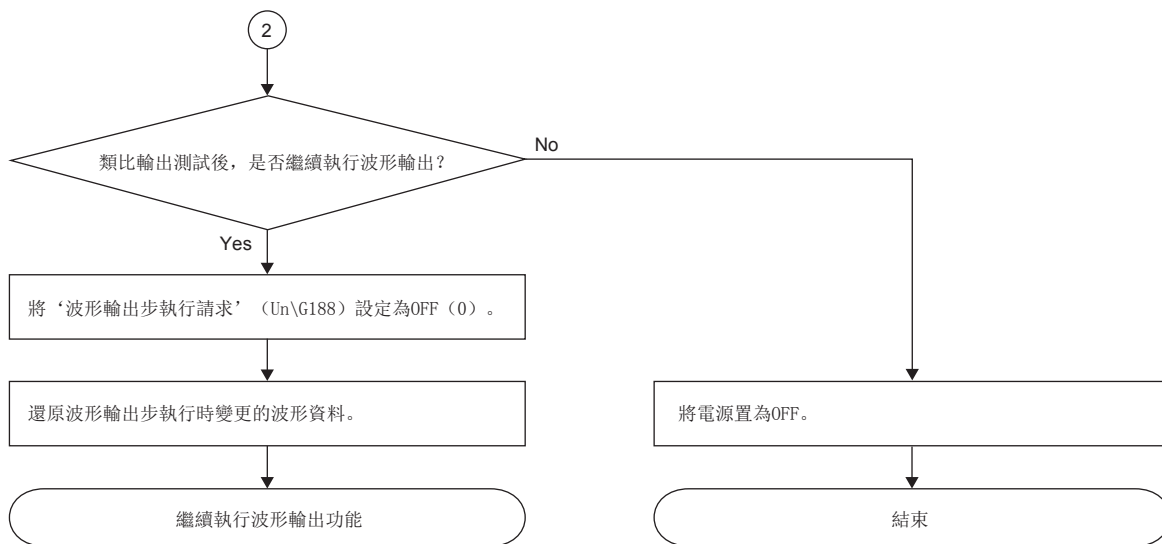 2
類比輸出測試後，是否繼續執行波形輸出?
No
Yes
將‘波形輸出步執行請求’（Un\G188）設定為OFF（0）。
還原波形輸出步執行時變更的波形資料。
將電源置為OFF。
繼續執行波形輸出功能
結束